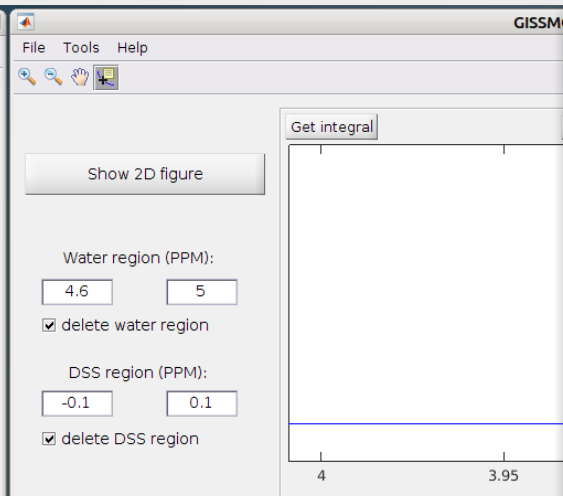 GISSMO
File Tools Help
Get integral
Show 2D figure
Water region (PPM):
4.6 5
delete water region
DSS region (PPM):
-0.1 0.1
delete DSS region
4 3.95